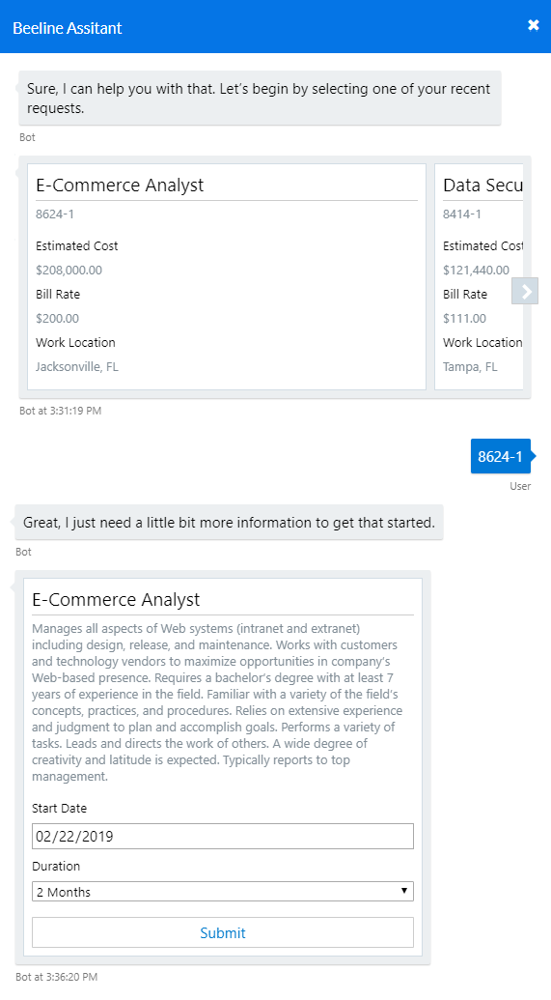 Beeline Assitant
Sure, I can help you with that. Let's begin by selecting one of your recent
requests.
Bot
E-Commerce Analyst
8624-1
Estimated Cost
$208,000.00
Bill Rate
$200.00
Work Location
Jacksonville, FL
Data Secu
8414-1
Estimated Cost
$121,440.00
Bill Rate
$111.00
Work Location
Tampa, FL
Bot at 3:31:19 PM
8624-1
User
Great, I just need a little bit more information to get that started.
Bot
E-Commerce Analyst
Manages all aspects of Web systems (intranet and extranet)
including design, release, and maintenance. Works with customers
and technology vendors to maximize opportunities in company's
Web-based presence. Requires a bachelor's degree with at least 7
years of experience in the field. Familiar with a variety of the field's
concepts, practices, and procedures. Relies on extensive experience
and judgment to plan and accomplish goals. Performs a variety of
tasks. Leads and directs the work of others. A wide degree of
creativity and latitude is expected. Typically reports to top
management.
Start Date
02/22/2019
Duration
2 Months
Submit
Bot at 3:36:20 PM